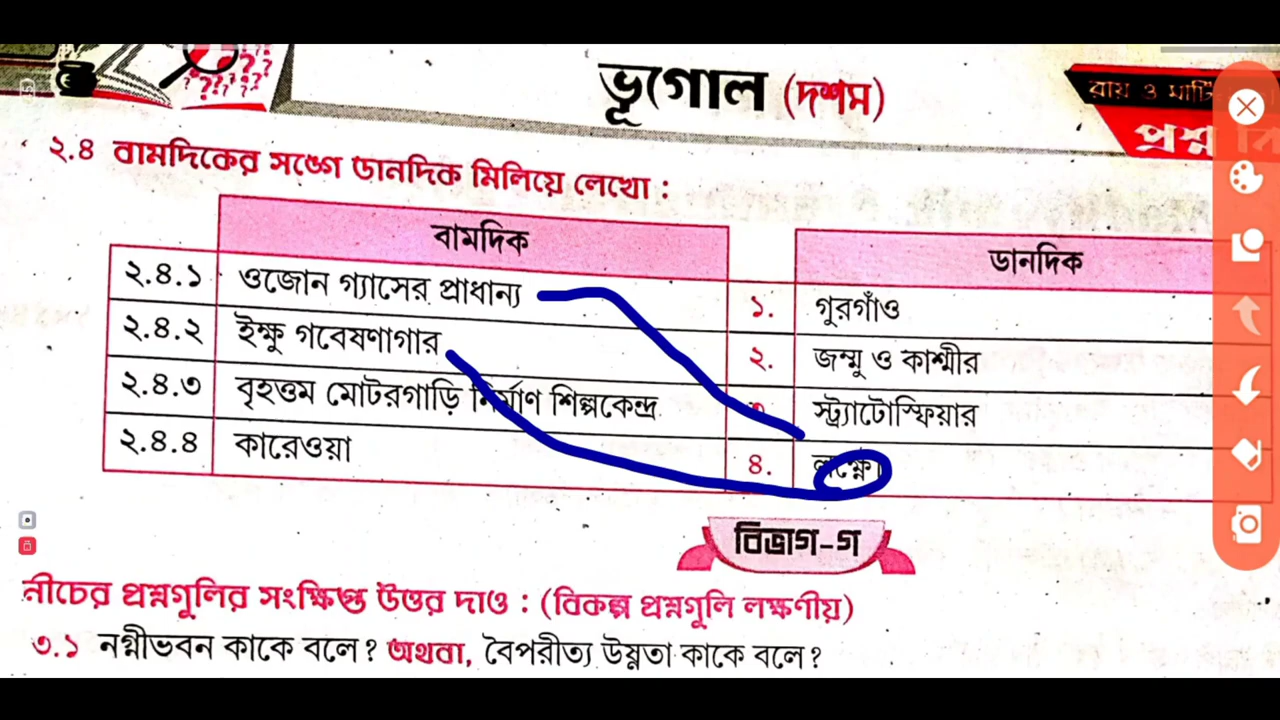 ভূগোল (দশম)
রায় ও মার্টি
প্রশ্ন
২.৪ বামদিকের সঙ্গে ডানদিক মিলিয়ে লেখো :
বামদিক
ডানদিক
২.৪.১ ওজোন গ্যাসের প্রাধান্য ১. গুরগাঁও
২.৪.২ ইক্ষু গবেষণাগার ২. জম্মু ও কাশ্মীর
২.৪.৩ বৃহত্তম মোটরগাড়ি নির্মাণ শিল্পকেন্দ্র ৩. স্ট্র্যাটোস্ফিয়ার
২.৪.৪ কারেওয়া ৪. লক্ষ্ণৌ
বিভাগ-গ
নীচের প্রশ্নগুলির সংক্ষিপ্ত উত্তর দাও : (বিকল্প প্রশ্নগুলি লক্ষণীয়)
৩.১ নগ্নীভবন কাকে বলে? অথবা, বৈপরীত্য উষ্ণতা কাকে বলে?